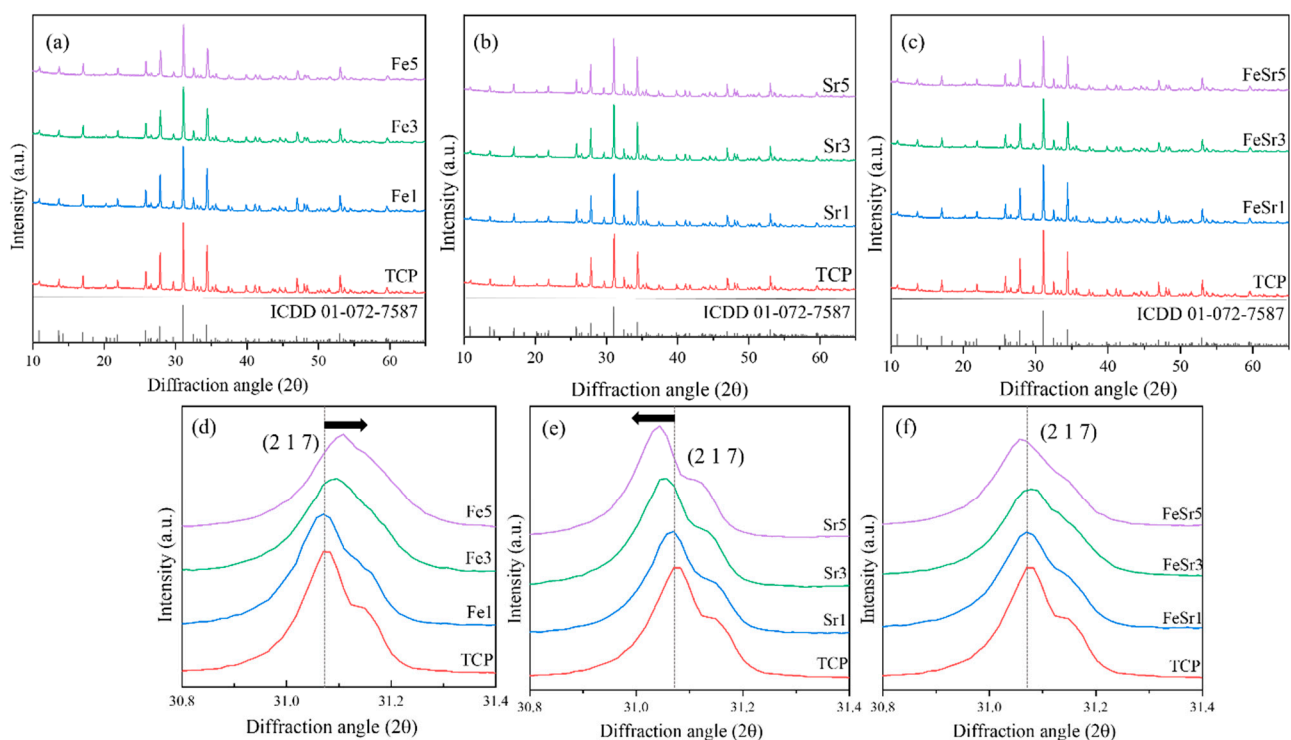 (a)
Fe5
Fe3
Fe1
TCP
ICDD 01-072-7587
Intensity (a.u.)
10 20 30 40 50 60
Diffraction angle (2θ)
(b)
Sr5
Sr3
Sr1
TCP
ICDD 01-072-7587
Intensity (a.u.)
10 20 30 40 50 60
Diffraction angle (2θ)
(c)
FeSr5
FeSr3
FeSr1
TCP
ICDD 01-072-7587
Intensity (a.u.)
10 20 30 40 50 60
Diffraction angle (2θ)
(d)
(2 1 7)
Fe5
Fe3
Fe1
TCP
Intensity (a.u.)
30,8 31,0 31,2 31,4
Diffraction angle (2θ)
(e)
(2 1 7)
Sr5
Sr3
Sr1
TCP
Intensity (a.u.)
30,8 31,0 31,2 31,4
Diffraction angle (2θ)
(f)
(2 1 7)
FeSr5
FeSr3
FeSr1
TCP
Intensity (a.u.)
30,8 31,0 31,2 31,4
Diffraction angle (2θ)